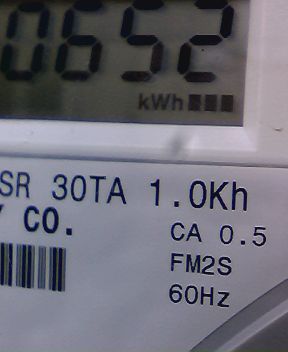 0652
kWh
SR 30TA 1.0Kh
Y CO.
CA 0.5
FM2S
60Hz